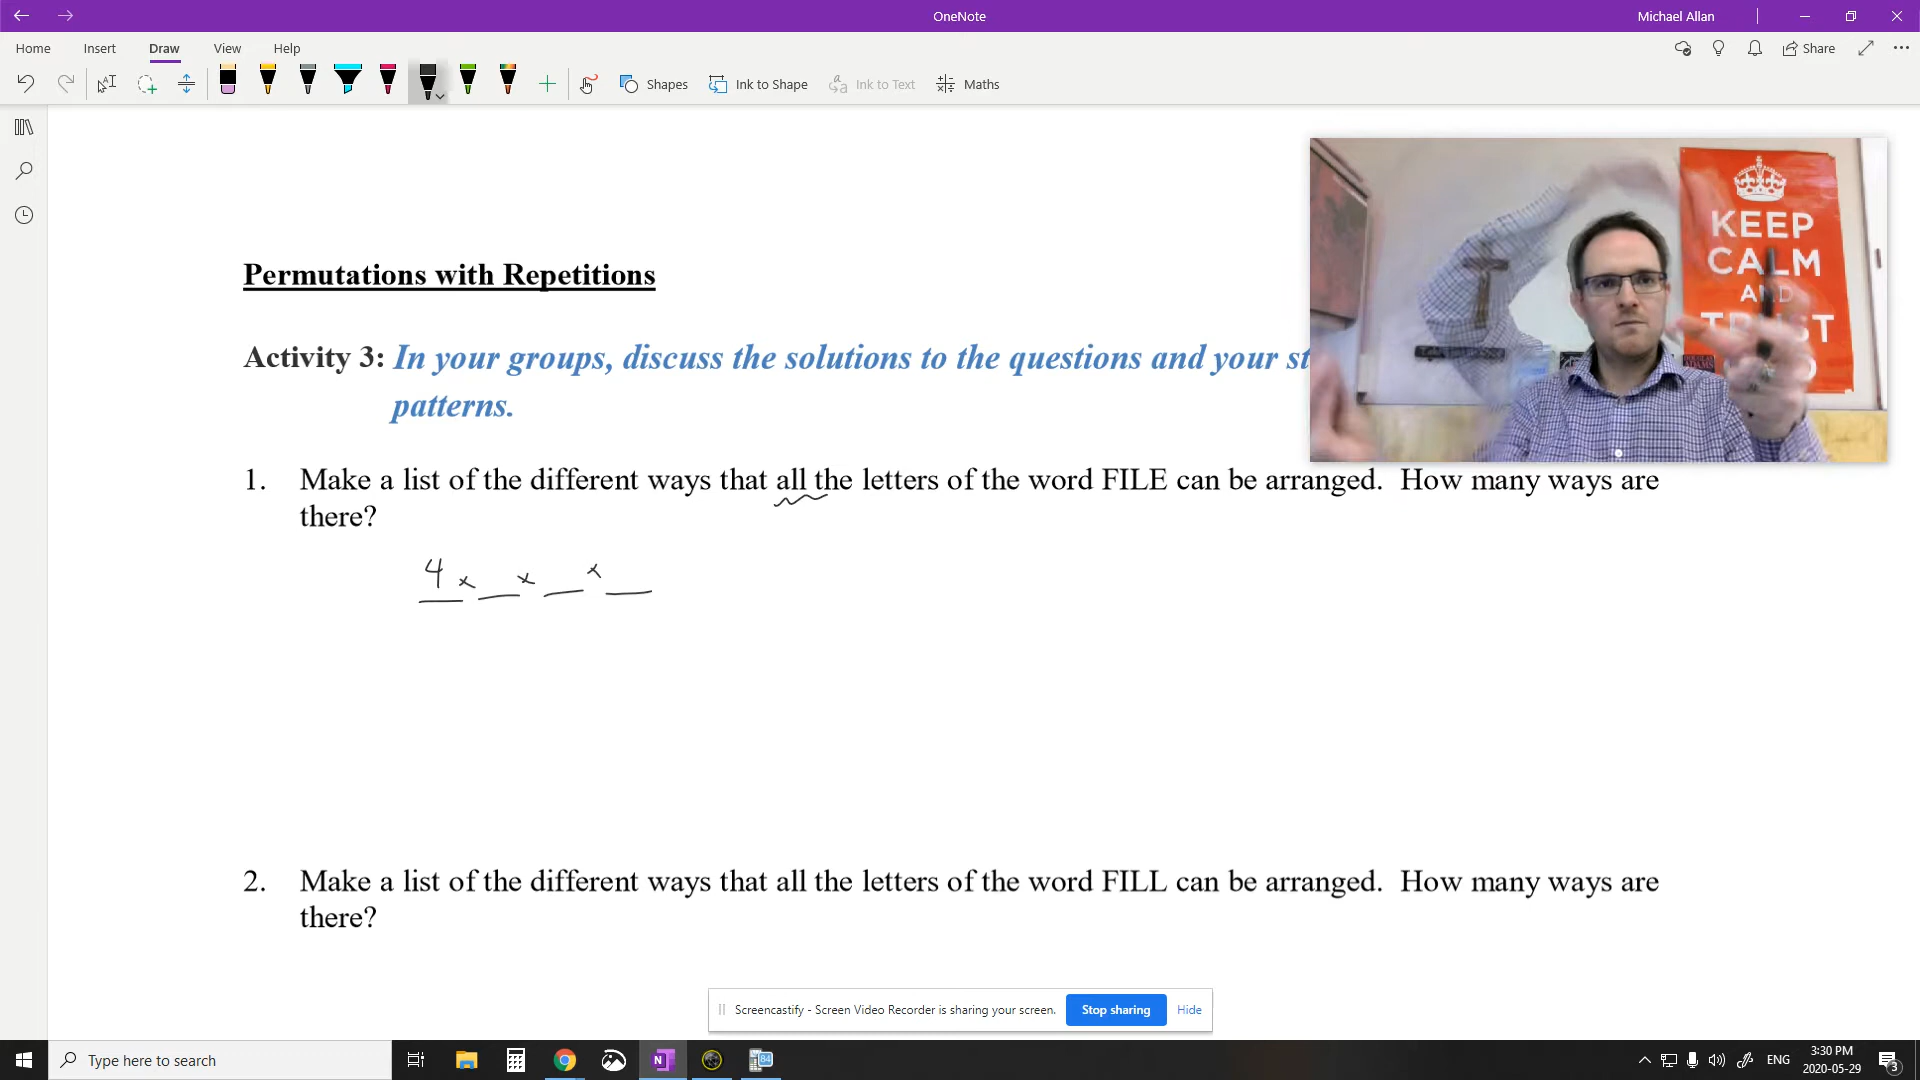 OneNote
Michael Allan
Home Insert Draw View Help
Share
Shapes Ink to Shape Ink to Text Maths
KEEP
CALM
AND
Permutations with Repetitions
Activity 3: In your groups, discuss the solutions to the questions and your st
patterns.
1. Make a list of the different ways that all the letters of the word FILE can be arranged. How many ways are
there?
4 × __ × __ × __
2. Make a list of the different ways that all the letters of the word FILL can be arranged. How many ways are
there?
Screencastify - Screen Video Recorder is sharing your screen. Stop sharing Hide
Type here to search
N
84
ENG
3:30 PM
2020-05-29
3